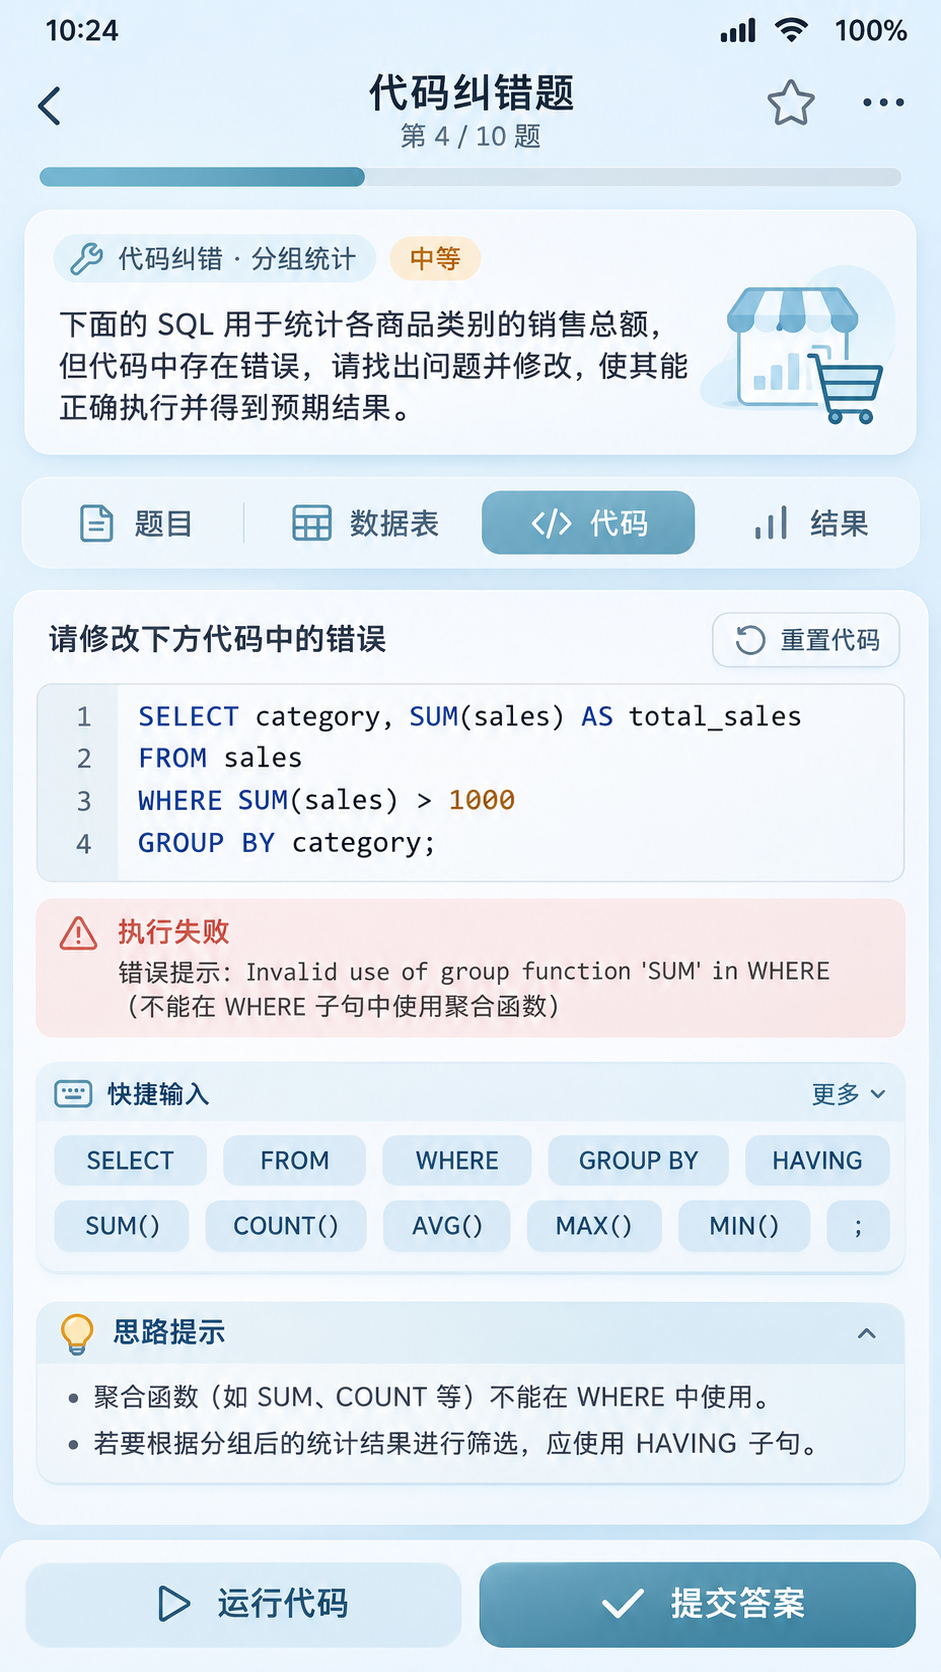 10:24
100%
代码纠错题
第 4 / 10 题
代码纠错 · 分组统计
中等
下面的 SQL 用于统计各商品类别的销售总额，
但代码中存在错误，请找出问题并修改，使其能
正确执行并得到预期结果。
题目
数据表
</> 代码
结果
请修改下方代码中的错误
重置代码
1 SELECT category, SUM(sales) AS total_sales
2 FROM sales
3 WHERE SUM(sales) > 1000
4 GROUP BY category;
执行失败
错误提示：Invalid use of group function 'SUM' in WHERE
（不能在 WHERE 子句中使用聚合函数）
快捷输入
更多
SELECT
FROM
WHERE
GROUP BY
HAVING
SUM()
COUNT()
AVG()
MAX()
MIN()
;
思路提示
• 聚合函数（如 SUM、COUNT 等）不能在 WHERE 中使用。
• 若要根据分组后的统计结果进行筛选，应使用 HAVING 子句。
运行代码
提交答案